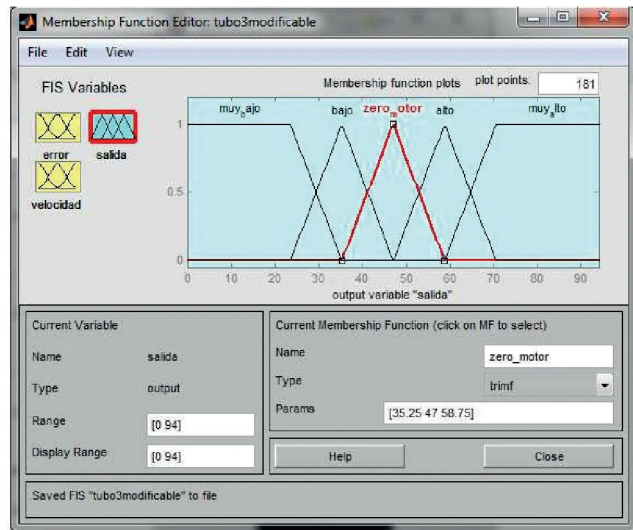 Membership Function Editor: tubo3modificable
File Edit View
FIS Variables
Membership function plots plot points: 181
error
salida
velocidad
muy_bajo bajo zero_motor alto muy_alto
1
0.5
0
0 10 20 30 40 50 60 70 80 90
output variable "salida"
Current Variable
Name salida
Type output
Range [0 94]
Display Range [0 94]
Current Membership Function (click on MF to select)
Name zero_motor
Type trimf
Params [35.25 47 58.75]
Help Close
Saved FIS "tubo3modificable" to file